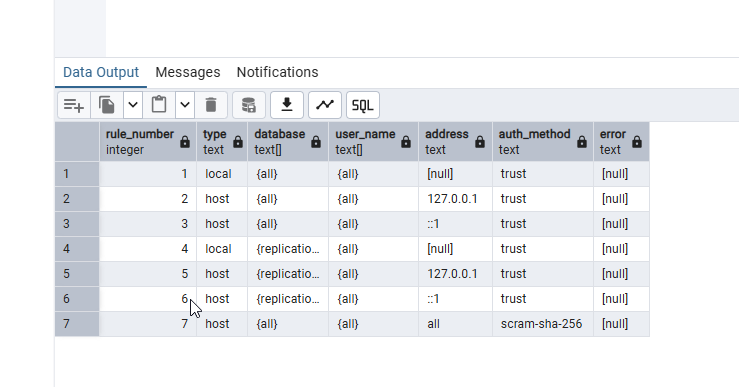 Data Output Messages Notifications
SQL
rule_number type database user_name address auth_method error
integer text text[] text[] text text text
1 1 local {all} {all} [null] trust [null]
2 2 host {all} {all} 127.0.0.1 trust [null]
3 3 host {all} {all} ::1 trust [null]
4 4 local {replicatio... {all} [null] trust [null]
5 5 host {replicatio... {all} 127.0.0.1 trust [null]
6 6 host {replicatio... {all} ::1 trust [null]
7 7 host {all} {all} all scram-sha-256 [null]